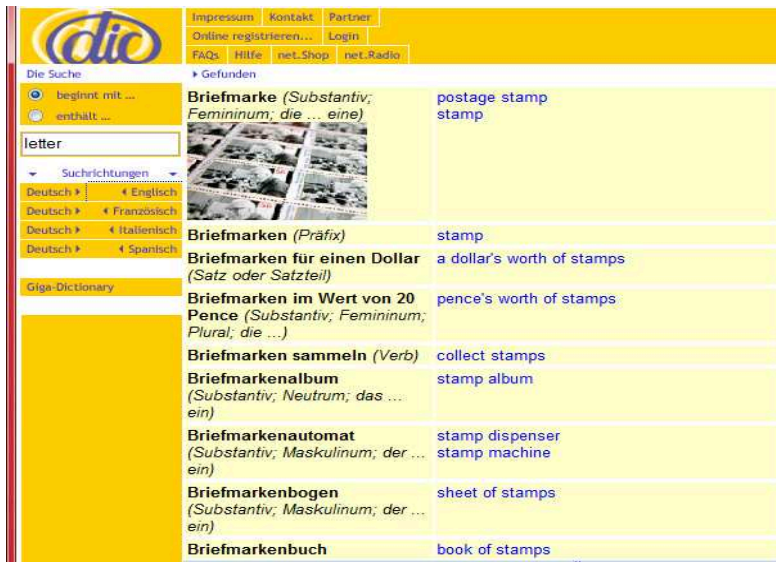 dic
Impressum Kontakt Partner
Online registrieren... Login
FAQs Hilfe net.Shop net.Radio
Die Suche
beginnt mit ...
enthält ...
letter
Suchrichtungen
Deutsch Englisch
Deutsch Französisch
Deutsch Italienisch
Deutsch Spanisch
Giga-Dictionary
Gefunden
Briefmarke (Substantiv; postage stamp
Femininum; die ... eine) stamp
Briefmarken (Präfix) stamp
Briefmarken für einen Dollar a dollar's worth of stamps
(Satz oder Satzteil)
Briefmarken im Wert von 20 pence's worth of stamps
Pence (Substantiv; Femininum;
Plural; die ...)
Briefmarken sammeln (Verb) collect stamps
Briefmarkenalbum stamp album
(Substantiv; Neutrum; das ...
ein)
Briefmarkenautomat stamp dispenser
(Substantiv; Maskulinum; der ... stamp machine
ein)
Briefmarkenbogen sheet of stamps
(Substantiv; Maskulinum; der ...
ein)
Briefmarkenbuch book of stamps